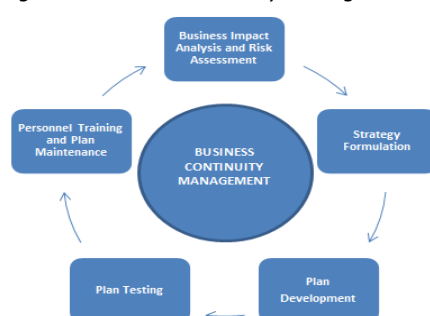 Business Impact
Analysis and Risk
Assessment
Personnel Training
and Plan
Maintenance
BUSINESS
CONTINUITY
MANAGEMENT
Strategy
Formulation
Plan Testing
Plan
Development